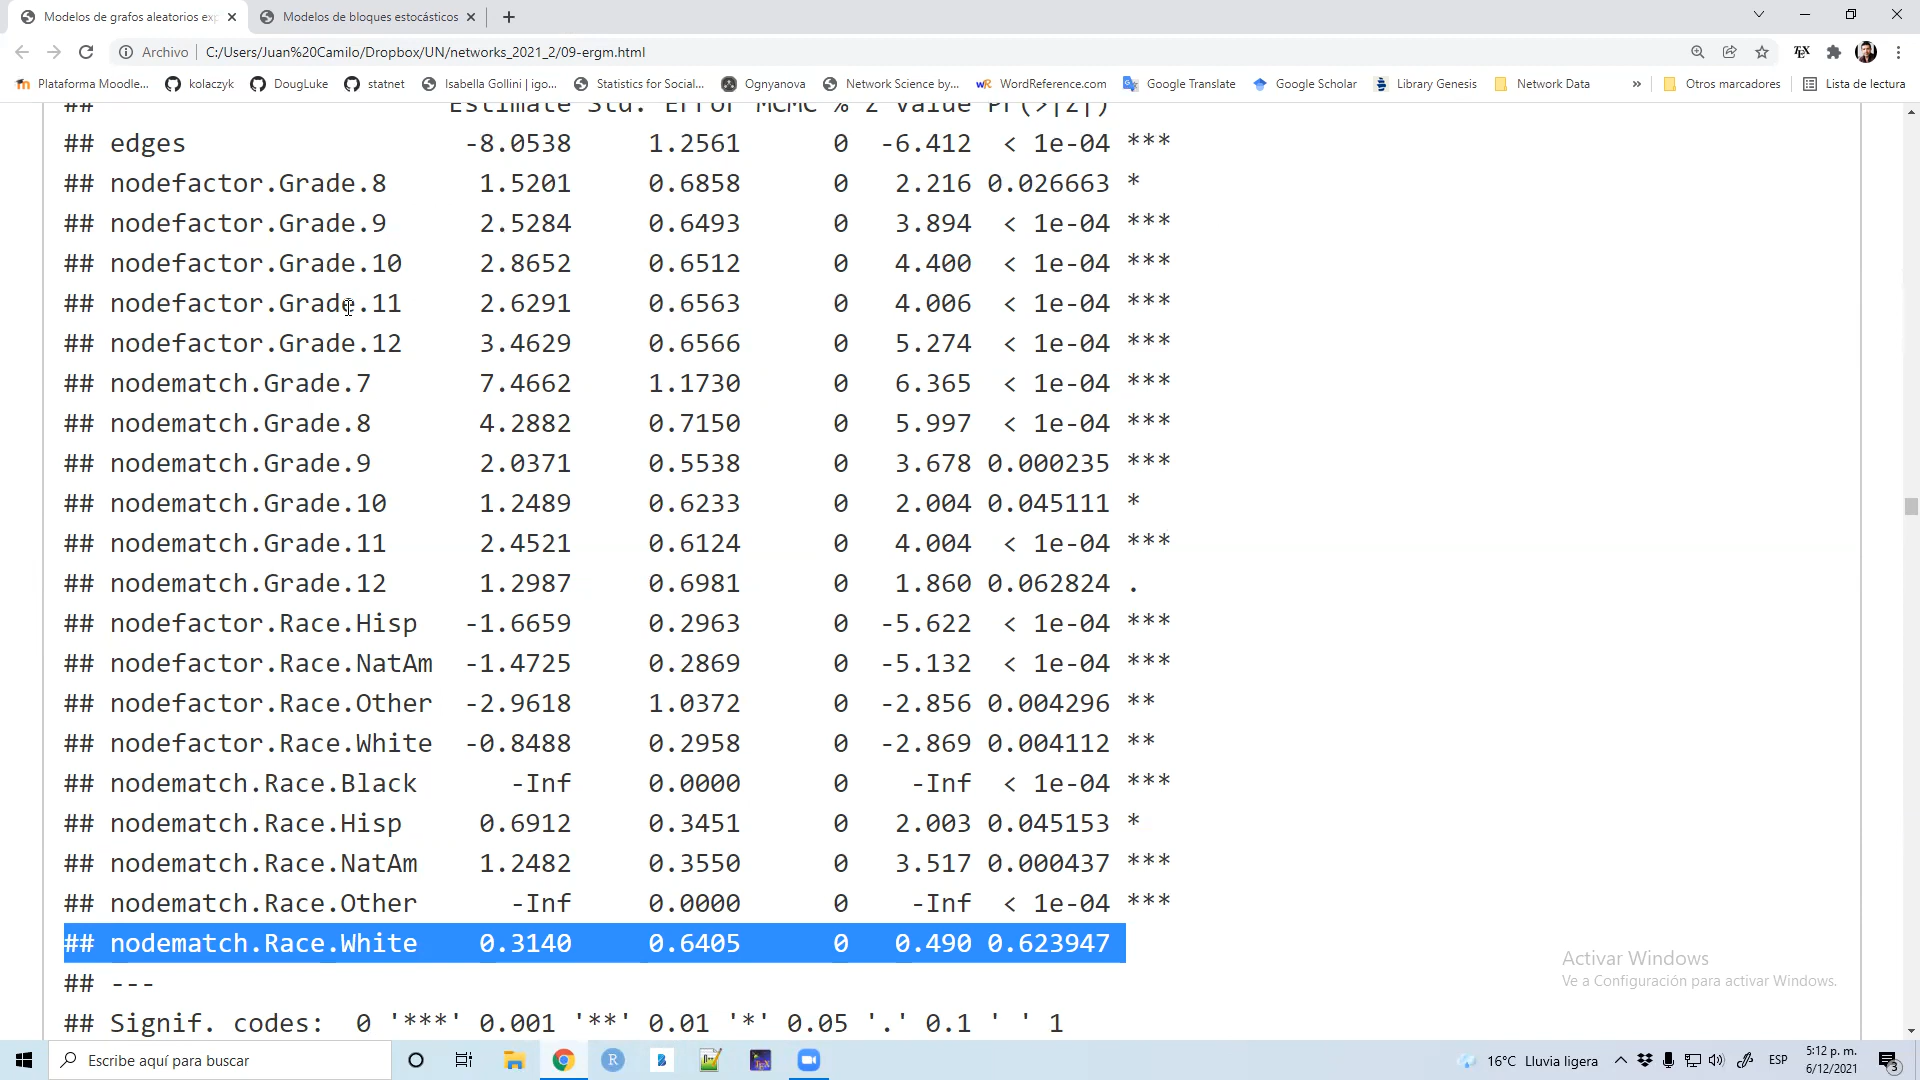 Modelos de grafos aleatorios exp
Modelos de bloques estocásticos
Archivo C:/Users/Juan%20Camilo/Dropbox/UN/networks_2021_2/09-ergm.html
Plataforma Moodle... kolaczyk DougLuke statnet Isabella Gollini | igo... Statistics for Social... Ognyanova Network Science by... WordReference.com Google Translate Google Scholar Library Genesis Network Data » Otros marcadores Lista de lectura
## Estimate Std. Error MCMC % z value Pr(>|z|)
## edges -8.0538 1.2561 0 -6.412 < 1e-04 ***
## nodefactor.Grade.8 1.5201 0.6858 0 2.216 0.026663 *
## nodefactor.Grade.9 2.5284 0.6493 0 3.894 < 1e-04 ***
## nodefactor.Grade.10 2.8652 0.6512 0 4.400 < 1e-04 ***
## nodefactor.Grade.11 2.6291 0.6563 0 4.006 < 1e-04 ***
## nodefactor.Grade.12 3.4629 0.6566 0 5.274 < 1e-04 ***
## nodematch.Grade.7 7.4662 1.1730 0 6.365 < 1e-04 ***
## nodematch.Grade.8 4.2882 0.7150 0 5.997 < 1e-04 ***
## nodematch.Grade.9 2.0371 0.5538 0 3.678 0.000235 ***
## nodematch.Grade.10 1.2489 0.6233 0 2.004 0.045111 *
## nodematch.Grade.11 2.4521 0.6124 0 4.004 < 1e-04 ***
## nodematch.Grade.12 1.2987 0.6981 0 1.860 0.062824 .
## nodefactor.Race.Hisp -1.6659 0.2963 0 -5.622 < 1e-04 ***
## nodefactor.Race.NatAm -1.4725 0.2869 0 -5.132 < 1e-04 ***
## nodefactor.Race.Other -2.9618 1.0372 0 -2.856 0.004296 **
## nodefactor.Race.White -0.8488 0.2958 0 -2.869 0.004112 **
## nodematch.Race.Black -Inf 0.0000 0 -Inf < 1e-04 ***
## nodematch.Race.Hisp 0.6912 0.3451 0 2.003 0.045153 *
## nodematch.Race.NatAm 1.2482 0.3550 0 3.517 0.000437 ***
## nodematch.Race.Other -Inf 0.0000 0 -Inf < 1e-04 ***
## nodematch.Race.White 0.3140 0.6405 0 0.490 0.623947
## ---
## Signif. codes: 0 '***' 0.001 '**' 0.01 '*' 0.05 '.' 0.1 ' ' 1
Activar Windows
Ve a Configuración para activar Windows.
Escribe aquí para buscar
16°C Lluvia ligera
ESP
5:12 p. m.
6/12/2021
3